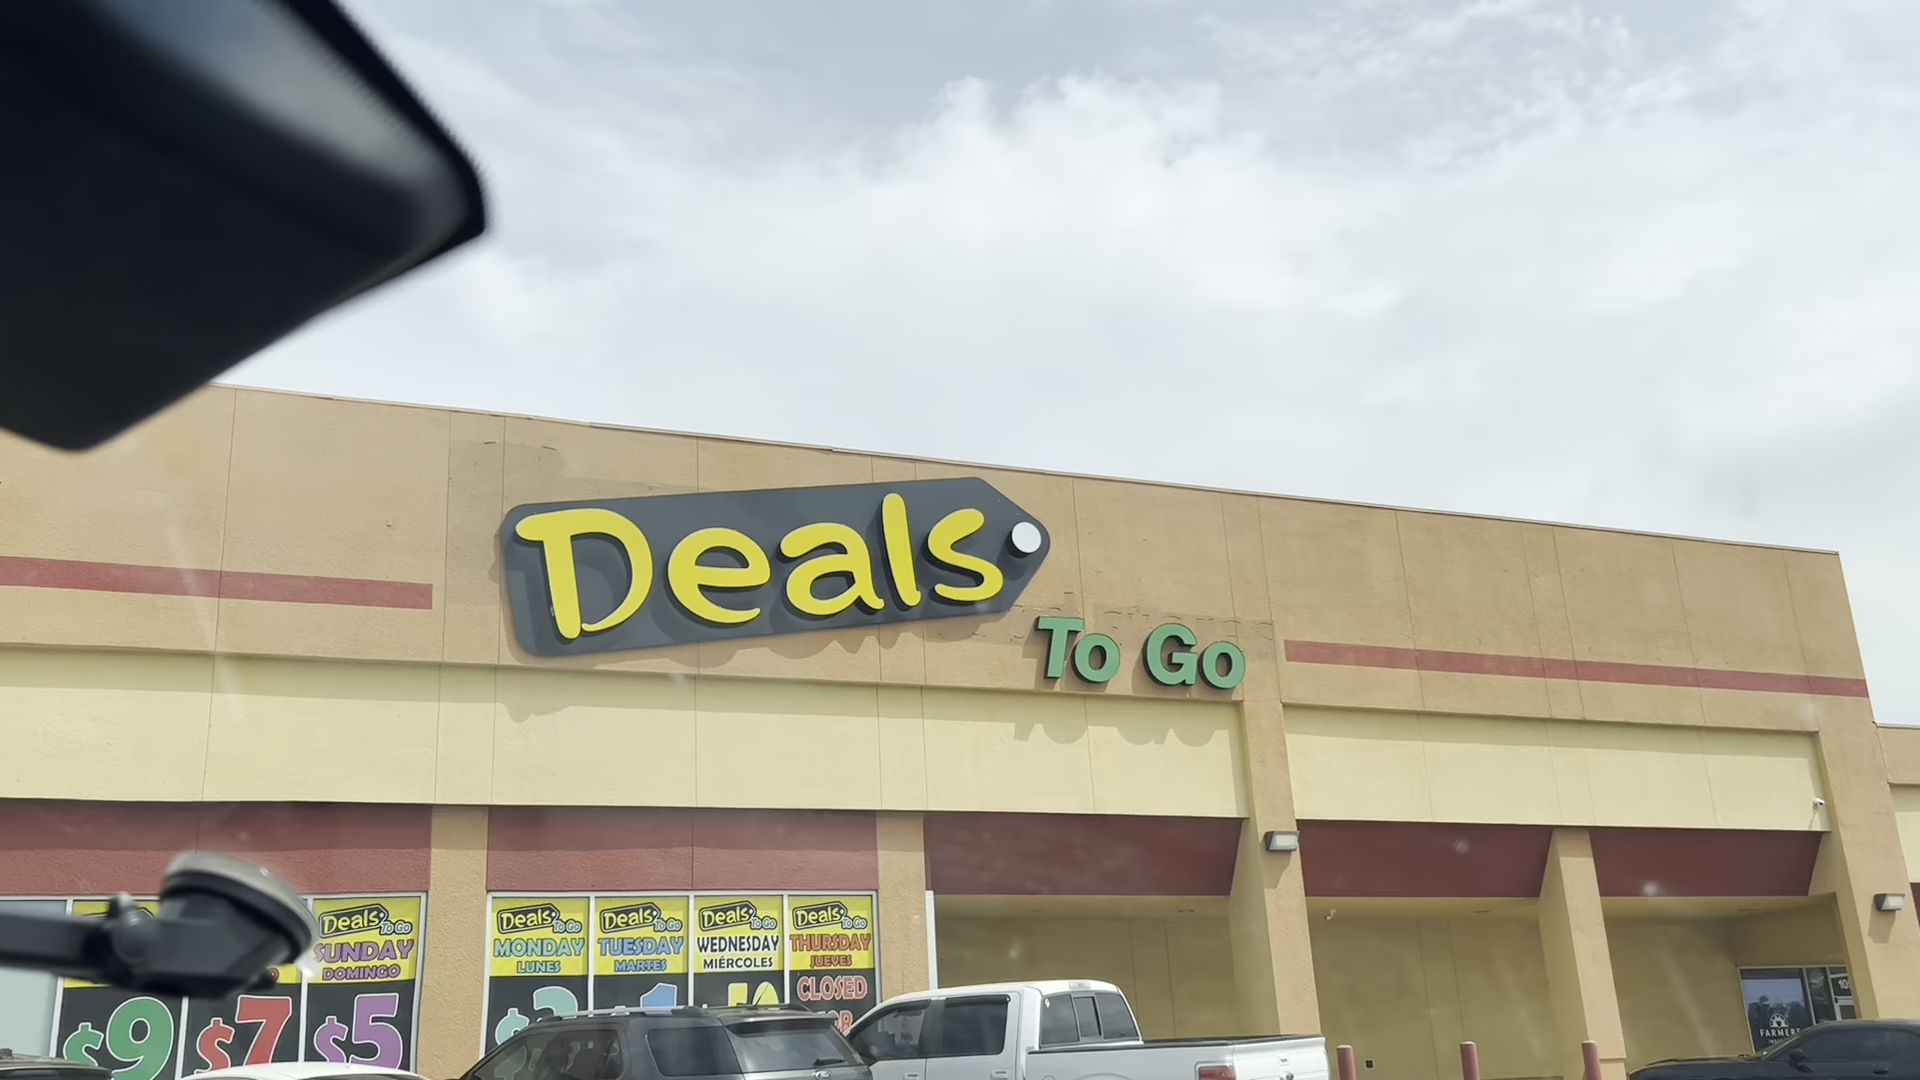 Deals
To Go
Deals To Go
SUNDAY
DOMINGO
$9
$7
$5
Deals To Go
MONDAY
LUNES
Deals To Go
TUESDAY
MARTES
Deals To Go
WEDNESDAY
MIÉRCOLES
Deals To Go
THURSDAY
JUEVES
CLOSED
FARMERS